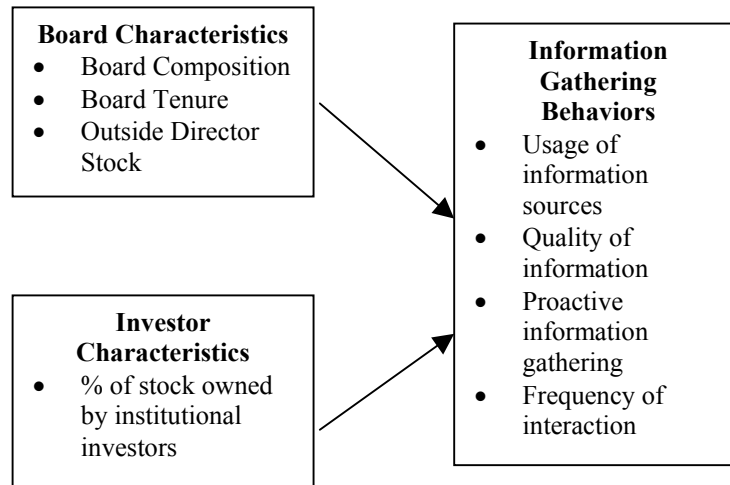 Board Characteristics
• Board Composition
• Board Tenure
• Outside Director
Stock
Investor
Characteristics
• % of stock owned
by institutional
investors
Information
Gathering
Behaviors
• Usage of
information
sources
• Quality of
information
• Proactive
information
gathering
• Frequency of
interaction